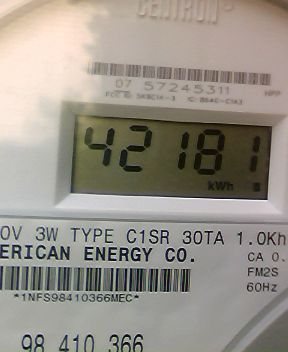 CENTRON
07 57245311
HPP
42181
kWh
0V 3W TYPE C1SR 30TA 1.0Kh
ERICAN ENERGY CO.
CA 0.
FM2S
*1NFS98410366MEC*
60Hz
98 410 366